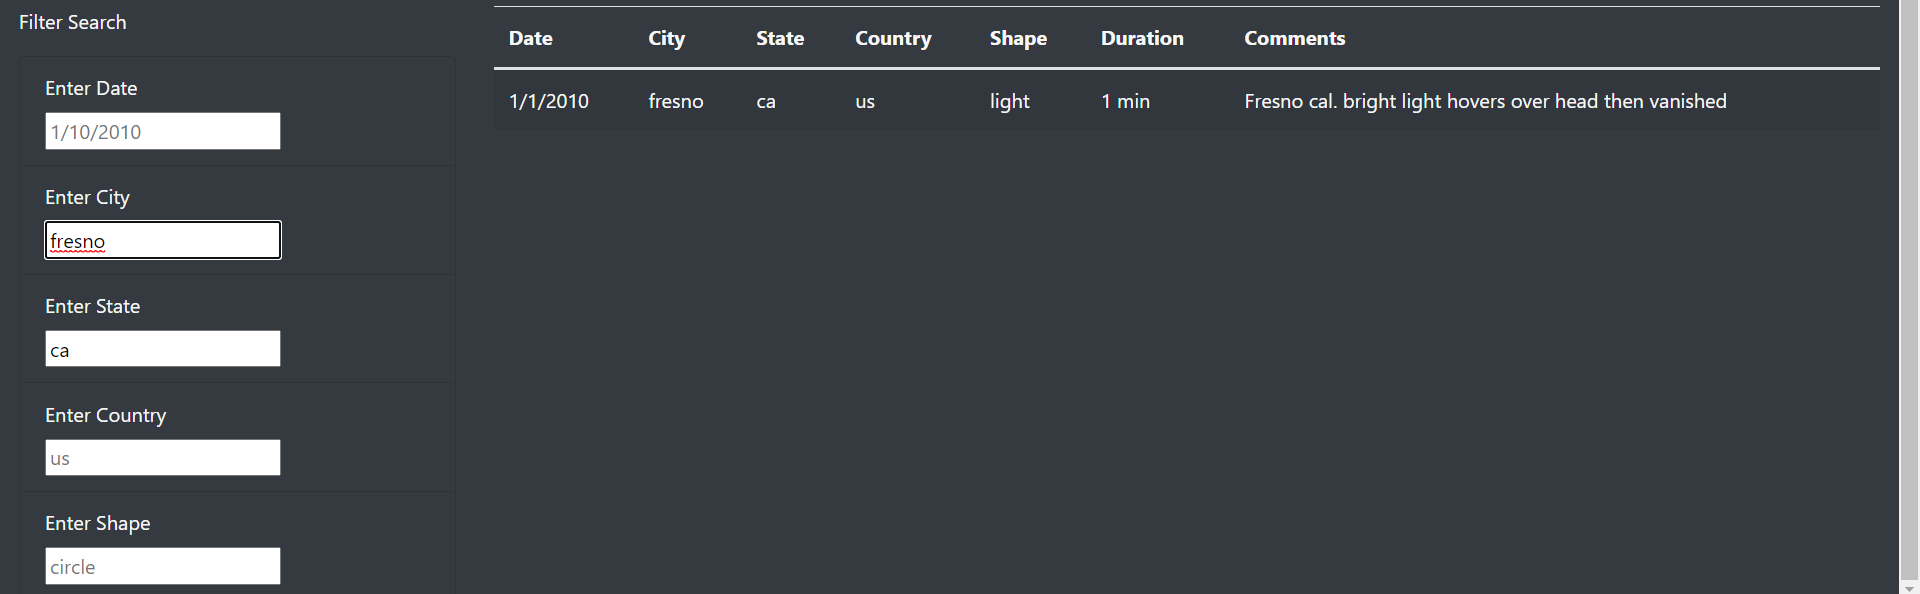 Filter Search
Enter Date
1/10/2010
Enter City
fresno
Enter State
ca
Enter Country
us
Enter Shape
circle
Date City State Country Shape Duration Comments
1/1/2010 fresno ca us light 1 min Fresno cal. bright light hovers over head then vanished